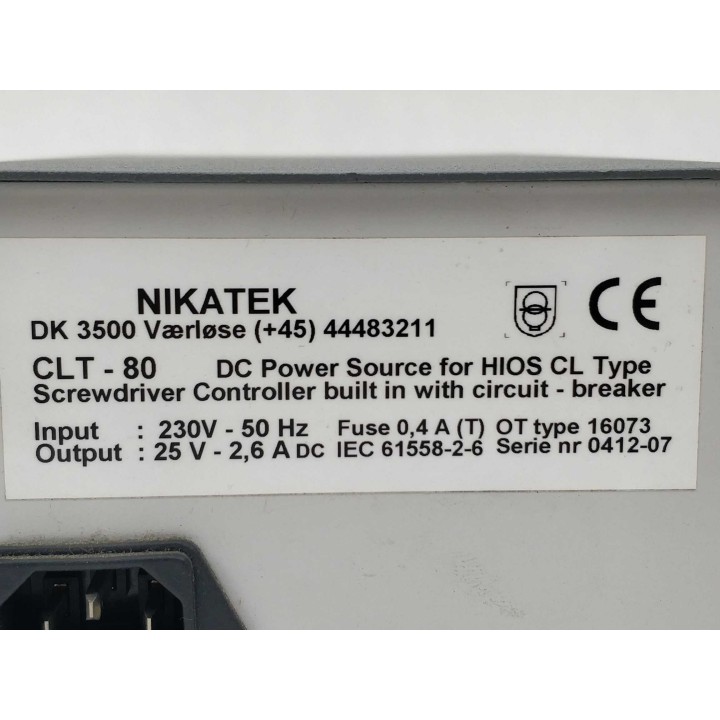 NIKATEK
DK 3500 Værløse (+45) 44483211
CE
CLT - 80 DC Power Source for HIOS CL Type
Screwdriver Controller built in with circuit - breaker
Input : 230V - 50 Hz Fuse 0,4 A (T) OT type 16073
Output : 25 V - 2,6 A DC IEC 61558-2-6 Serie nr 0412-07